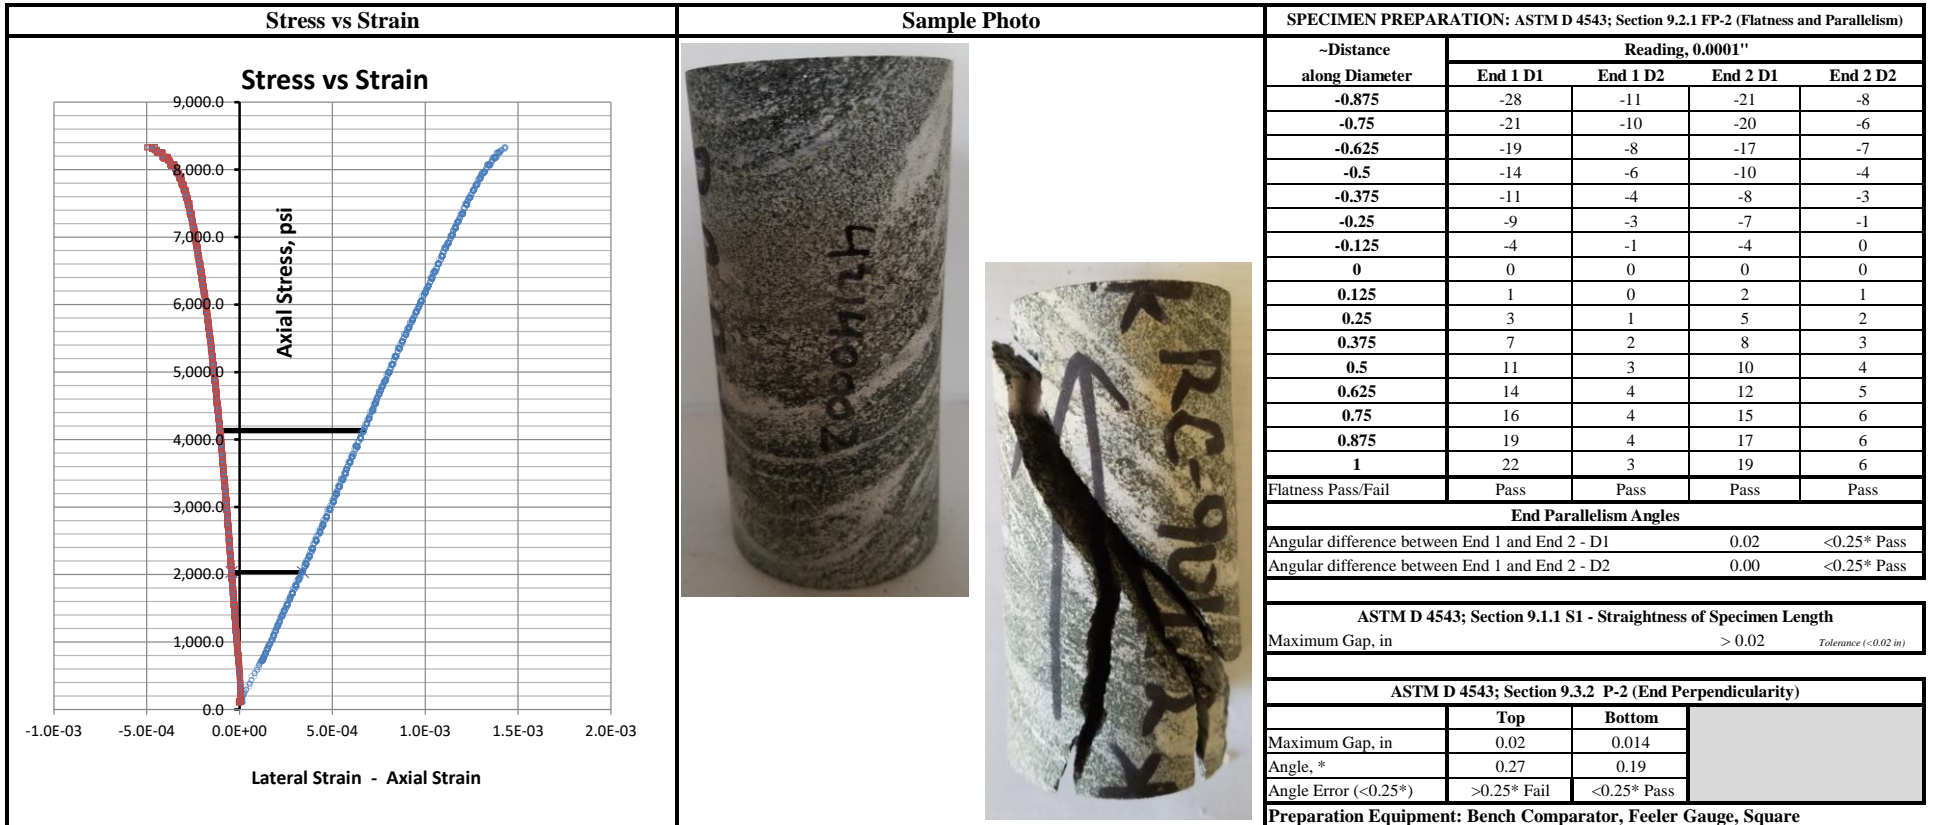 Stress vs Strain
Stress vs Strain
9,000.0
8,000.0
7,000.0
6,000.0
5,000.0
4,000.0
3,000.0
2,000.0
1,000.0
0.0
Axial Stress, psi
-1.0E-03 -5.0E-04 0.0E+00 5.0E-04 1.0E-03 1.5E-03 2.0E-03
Lateral Strain - Axial Strain
Sample Photo
4214002
RC-901
SPECIMEN PREPARATION: ASTM D 4543; Section 9.2.1 FP-2 (Flatness and Parallelism)
~Distance Reading, 0.0001"
along Diameter End 1 D1 End 1 D2 End 2 D1 End 2 D2
-0.875 -28 -11 -21 -8
-0.75 -21 -10 -20 -6
-0.625 -19 -8 -17 -7
-0.5 -14 -6 -10 -4
-0.375 -11 -4 -8 -3
-0.25 -9 -3 -7 -1
-0.125 -4 -1 -4 0
0 0 0 0 0
0.125 1 0 2 1
0.25 3 1 5 2
0.375 7 2 8 3
0.5 11 3 10 4
0.625 14 4 12 5
0.75 16 4 15 6
0.875 19 4 17 6
1 22 3 19 6
Flatness Pass/Fail Pass Pass Pass Pass
End Parallelism Angles
Angular difference between End 1 and End 2 - D1 0.02 <0.25* Pass
Angular difference between End 1 and End 2 - D2 0.00 <0.25* Pass
ASTM D 4543; Section 9.1.1 S1 - Straightness of Specimen Length
Maximum Gap, in > 0.02 Tolerance (<0.02 in)
ASTM D 4543; Section 9.3.2 P-2 (End Perpendicularity)
Top Bottom
Maximum Gap, in 0.02 0.014
Angle, * 0.27 0.19
Angle Error (<0.25*) >0.25* Fail <0.25* Pass
Preparation Equipment: Bench Comparator, Feeler Gauge, Square